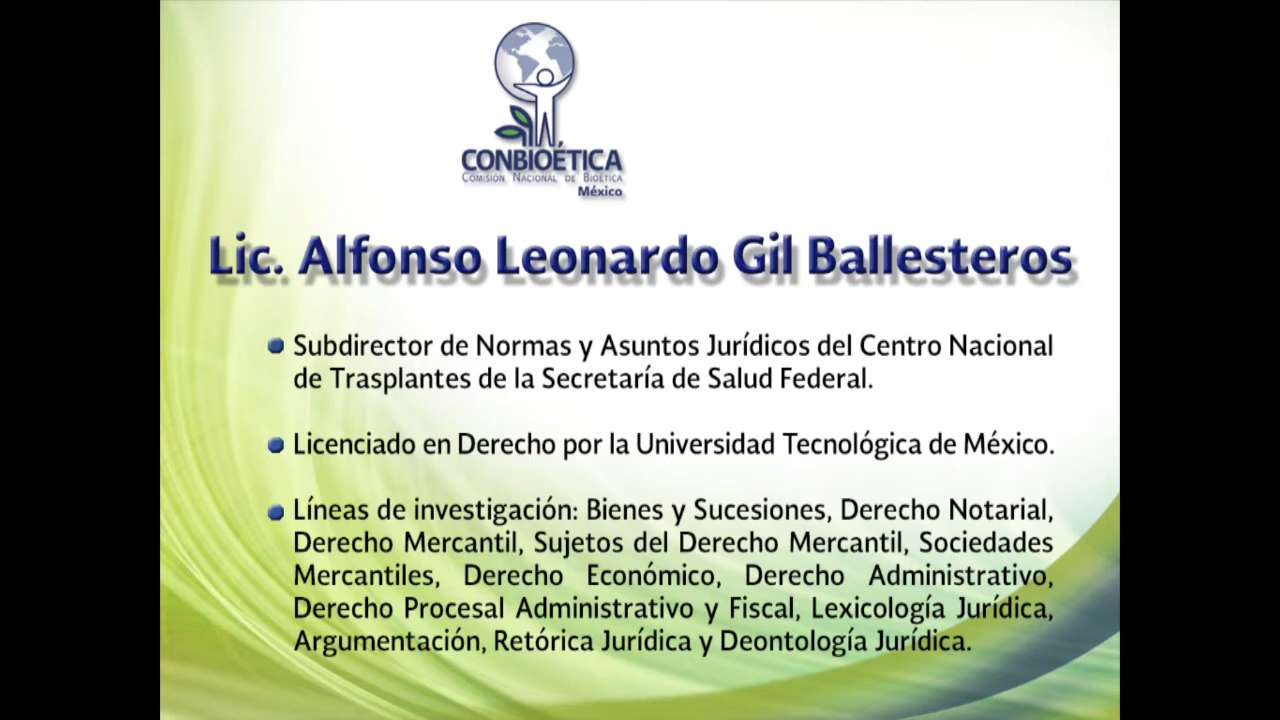 CONBIOÉTICA
Comisión Nacional de Bioética
México
Lic. Alfonso Leonardo Gil Ballesteros
Subdirector de Normas y Asuntos Jurídicos del Centro Nacional
de Trasplantes de la Secretaría de Salud Federal.
Licenciado en Derecho por la Universidad Tecnológica de México.
Líneas de investigación: Bienes y Sucesiones, Derecho Notarial,
Derecho Mercantil, Sujetos del Derecho Mercantil, Sociedades
Mercantiles, Derecho Económico, Derecho Administrativo,
Derecho Procesal Administrativo y Fiscal, Lexicología Jurídica,
Argumentación, Retórica Jurídica y Deontología Jurídica.